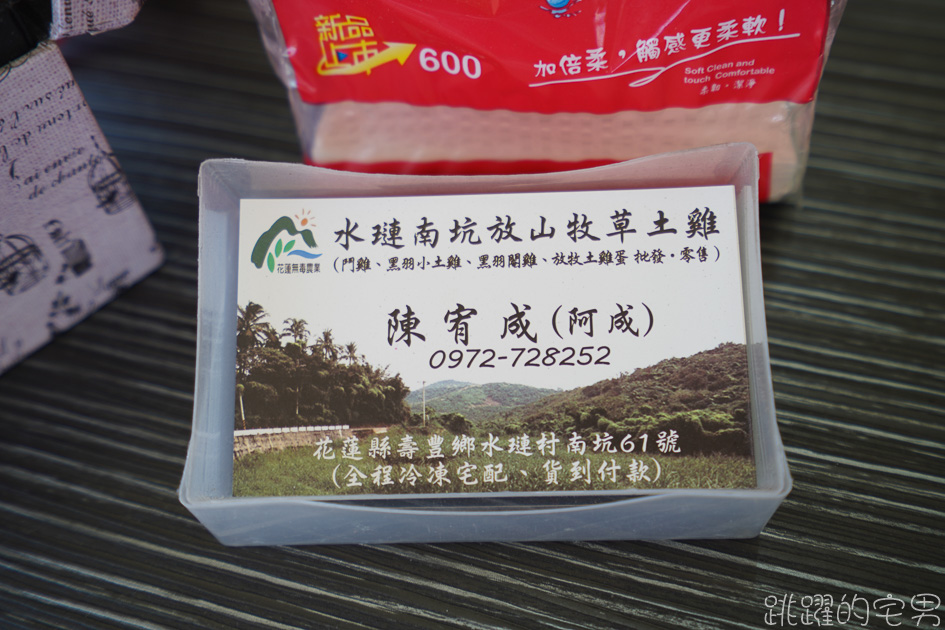 新品
上市
600
加倍柔，觸感更柔軟！
Soft Clean and
touch Comfortable
柔韌．潔淨
花蓮無毒農業
水璉南坑放山牧草土雞
(鬥雞、黑羽小土雞、黑羽閹雞、放牧土雞蛋 批發・零售)
陳宥成(阿成)
0972-728252
花蓮縣壽豐鄉水璉村南坑61號
(全程冷凍宅配、貨到付款)
跳躍的宅男